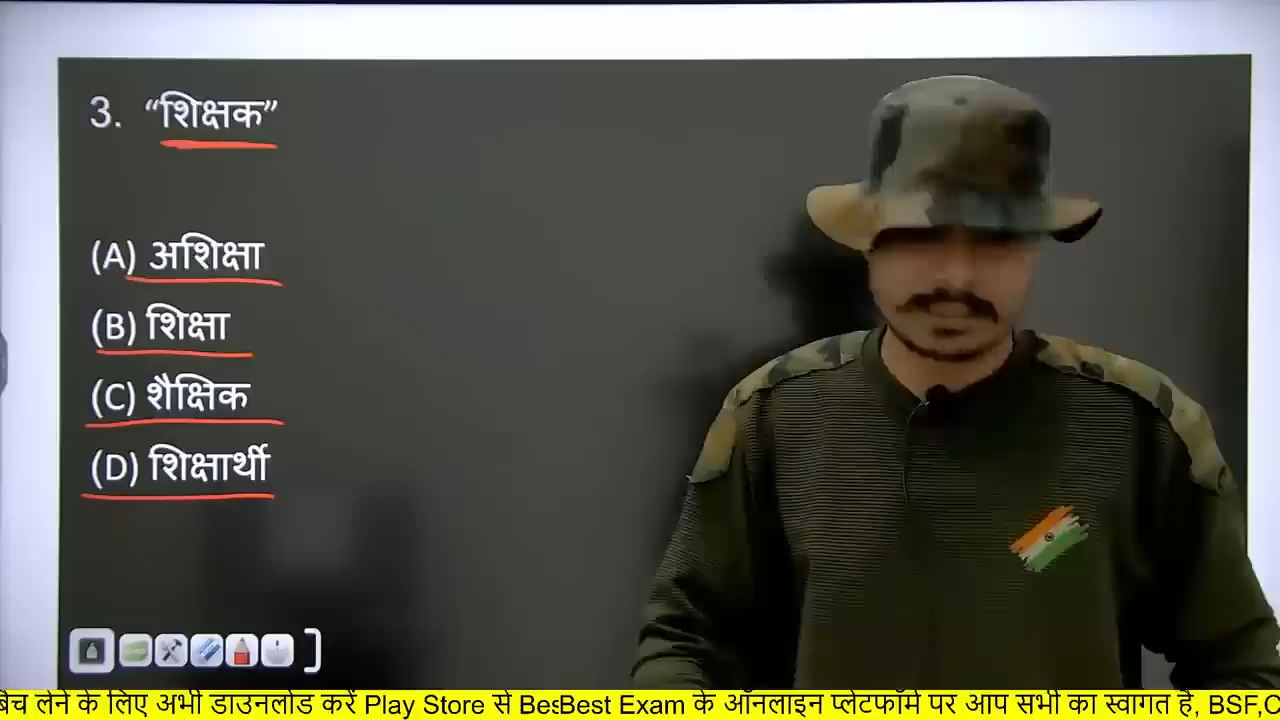 3. “शिक्षक”
(A) अशिक्षा
(B) शिक्षा
(C) शैक्षिक
(D) शिक्षार्थी
बैच लेने के लिए अभी डाउनलोड करें Play Store से BesBest Exam के ऑनलाइन प्लेटफॉर्म पर आप सभी का स्वागत है, BSF,C